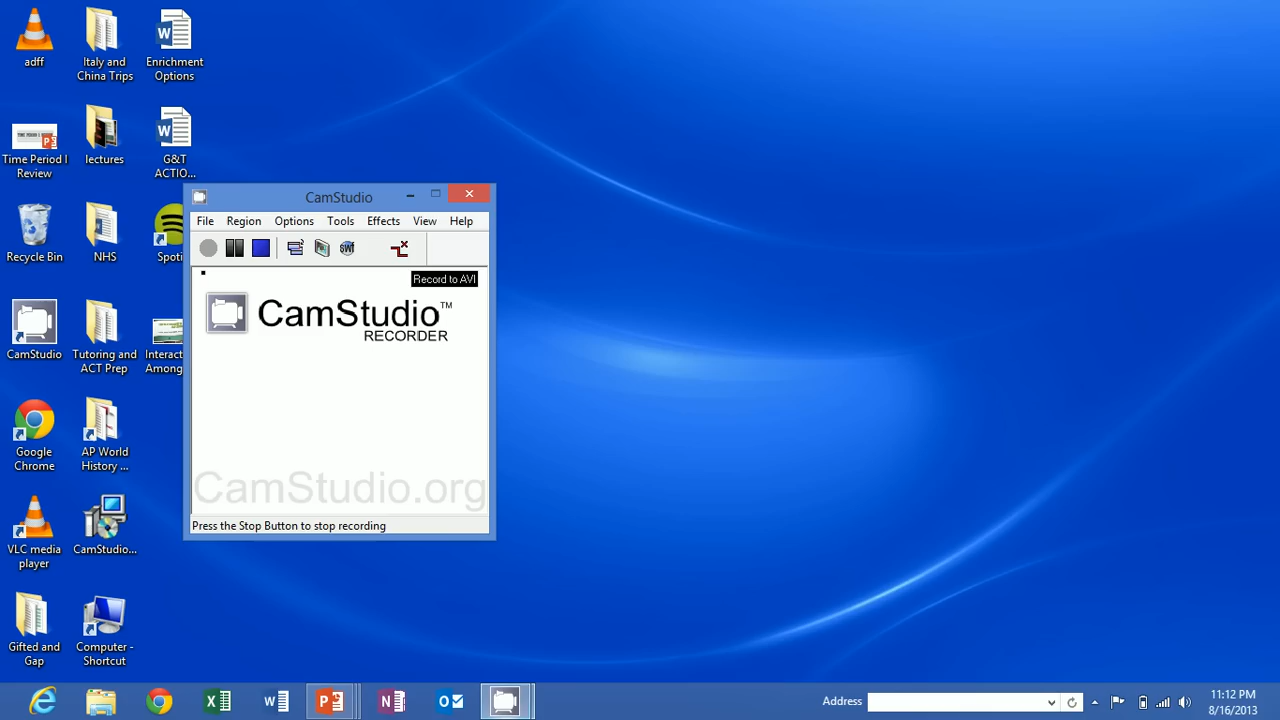 adff
Italy and
China Trips
Enrichment
Options
Time Period I
Review
lectures
G&T
ACTIO...
Recycle Bin
NHS
Spoti
CamStudio
Tutoring and
ACT Prep
Interact
Among
Google
Chrome
AP World
History ...
VLC media
player
CamStudio...
Gifted and
Gap
Computer -
Shortcut
CamStudio
File Region Options Tools Effects View Help
SWF
Record to AVI
CamStudio™
RECORDER
CamStudio.org
Press the Stop Button to stop recording
Address
11:12 PM
8/16/2013